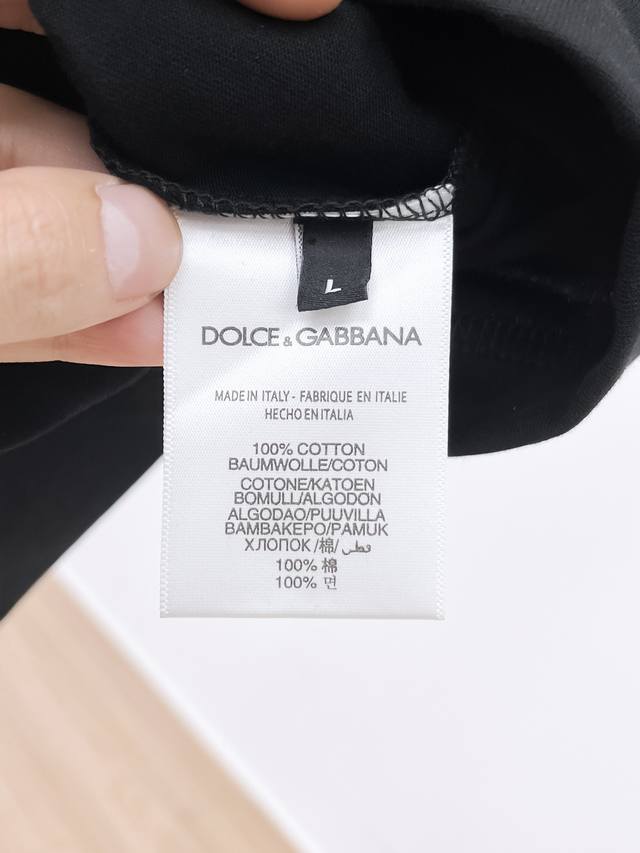 L
DOLCE & GABBANA
MADE IN ITALY - FABRIQUE EN ITALIE
HECHO EN ITALIA
100% COTTON
BAUMWOLLE/COTON
COTONE/KATOEN
BOMULL/ALGODON
ALGODAO/PUUVILLA
BAMBAKEPO/PAMUK
ХЛОПОК /棉/ قطن
100% 棉
100% 면